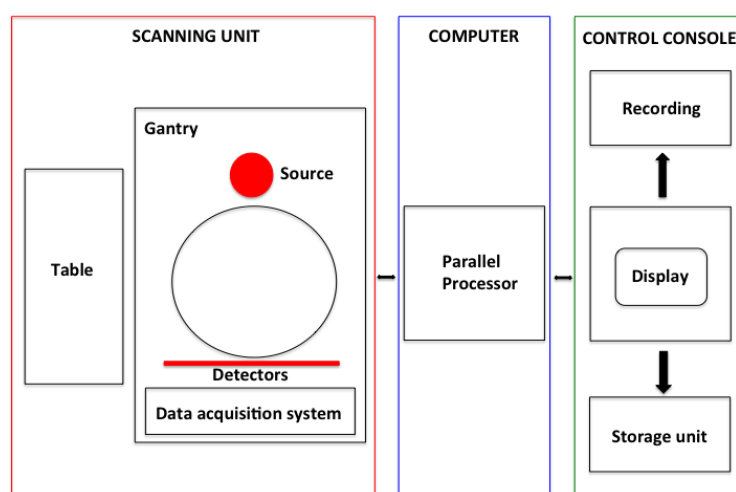 SCANNING UNIT
COMPUTER
CONTROL CONSOLE
Gantry
Source
Table
Detectors
Data acquisition system
Parallel
Processor
Recording
Display
Storage unit